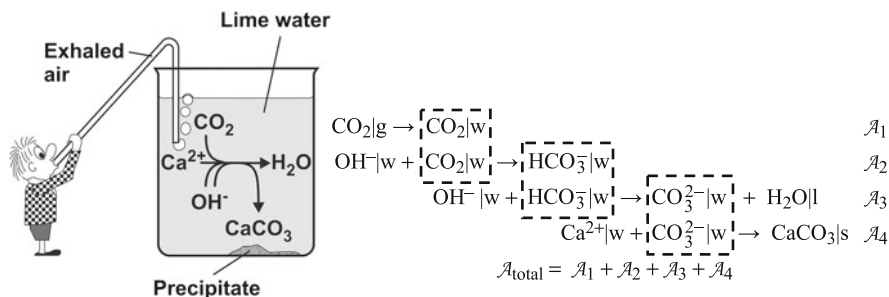 Lime water
Exhaled
air
CO₂
Ca²⁺
H₂O
OH⁻
CaCO₃
Precipitate
CO₂|g → CO₂|w 𝒜₁
OH⁻|w + CO₂|w → HCO₃⁻|w 𝒜₂
OH⁻|w + HCO₃⁻|w → CO₃²⁻|w + H₂O|l 𝒜₃
Ca²⁺|w + CO₃²⁻|w → CaCO₃|s 𝒜₄
𝒜total = 𝒜₁ + 𝒜₂ + 𝒜₃ + 𝒜₄